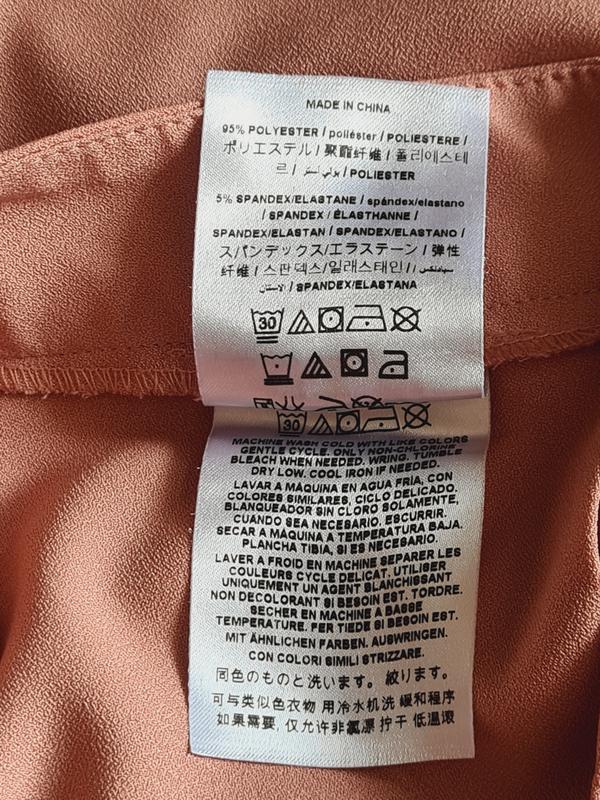 MADE IN CHINA
95% POLYESTER / poliéster / POLIESTERE /
ポリエステル / 聚酯纤维 / 폴리에스테
르 / بولي استر / POLIESTER
5% SPANDEX/ELASTANE / spándex/elastano
/ SPANDEX / ÉLASTHANNE /
SPANDEX/ELASTAN / SPANDEX/ELASTANO /
スパンデックス/エラステーン / 弹性
纤维 / 스판덱스/일래스태인 / / سباندكس
/ الاستان / SPANDEX/ELASTANA
30
a
30
MACHINE WASH COLD WITH LIKE COLORS
GENTLE CYCLE. ONLY NON-CHLORINE
BLEACH WHEN NEEDED. WRING. TUMBLE
DRY LOW. COOL IRON IF NEEDED.
LAVAR A MÁQUINA EN AGUA FRÍA, CON
COLORES SIMILARES, CICLO DELICADO.
BLANQUEADOR SIN CLORO SOLAMENTE,
CUANDO SEA NECESARIO. ESCURRIR.
SECAR A MÁQUINA A TEMPERATURA BAJA.
PLANCHA TIBIA, SI ES NECESARIO.
LAVER A FROID EN MACHINE SEPARER LES
COULEURS CYCLE DELICAT. UTILISER
UNIQUEMENT UN AGENT BLANCHISSANT
NON DECOLORANT SI BESOIN EST. TORDRE.
SECHER EN MACHINE A BASSE
TEMPERATURE. FER TIEDE SI BESOIN EST.
MIT ÄHNLICHEN FARBEN. AUSWRINGEN.
CON COLORI SIMILI STRIZZARE.
同色のものと洗います。 絞ります。
可与类似色衣物 用冷水机洗 缓和程序
如果需要, 仅允许非氯漂 拧干 低温